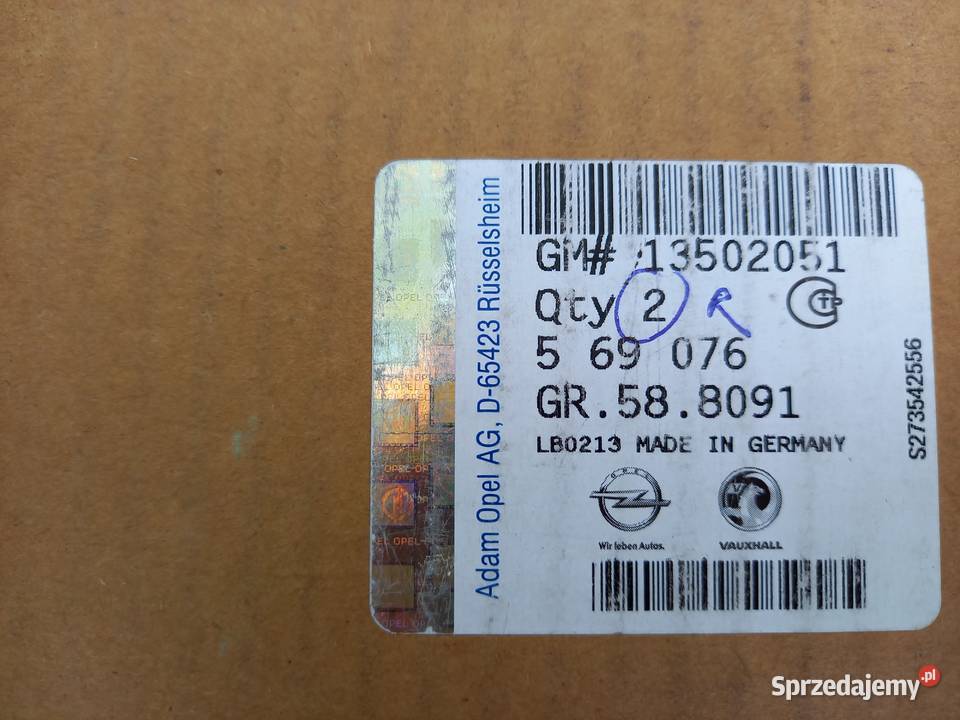 Adam Opel AG, D-65423 Rüsselsheim
GM# 13502051
Qty 2 R
5 69 076
GR.58.8091
LB0213 MADE IN GERMANY
S273542556
OPEL
Wir leben Autos.
VAUXHALL
Sprzedajemy.pl